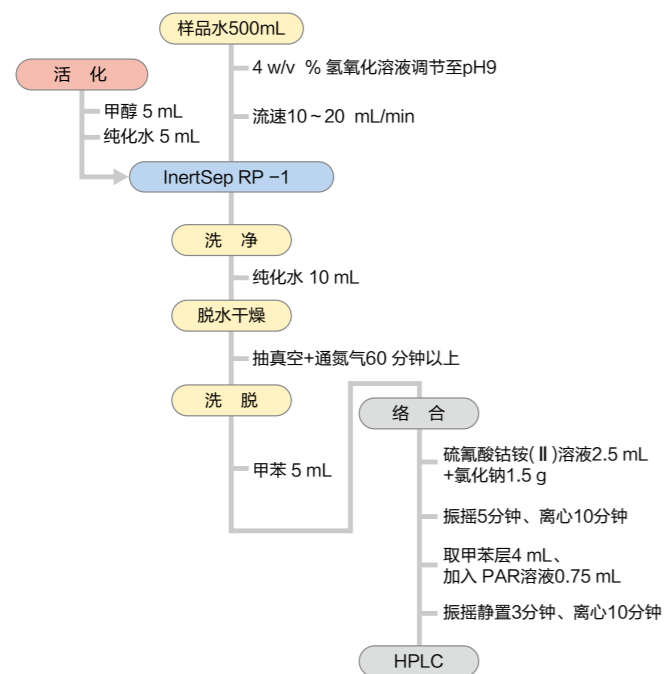 样品水500mL
4 w/v % 氢氧化溶液调节至pH9
活 化
甲醇 5 mL
纯化水 5 mL
流速10~20 mL/min
InertSep RP -1
洗 净
纯化水 10 mL
脱水干燥
抽真空+通氮气60 分钟以上
洗 脱
甲苯 5 mL
络 合
硫氰酸钴铵(Ⅱ)溶液2.5 mL
+氯化钠1.5 g
振摇5分钟、离心10分钟
取甲苯层4 mL、
加入 PAR溶液0.75 mL
振摇静置3分钟、离心10分钟
HPLC